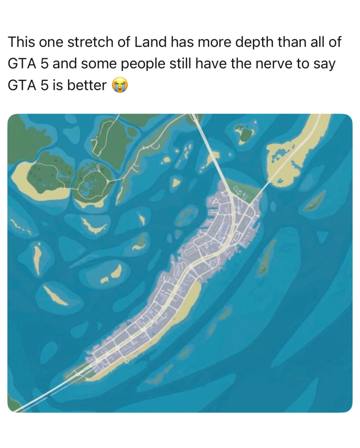 This one stretch of Land has more depth than all of
GTA 5 and some people still have the nerve to say
GTA 5 is better 😭